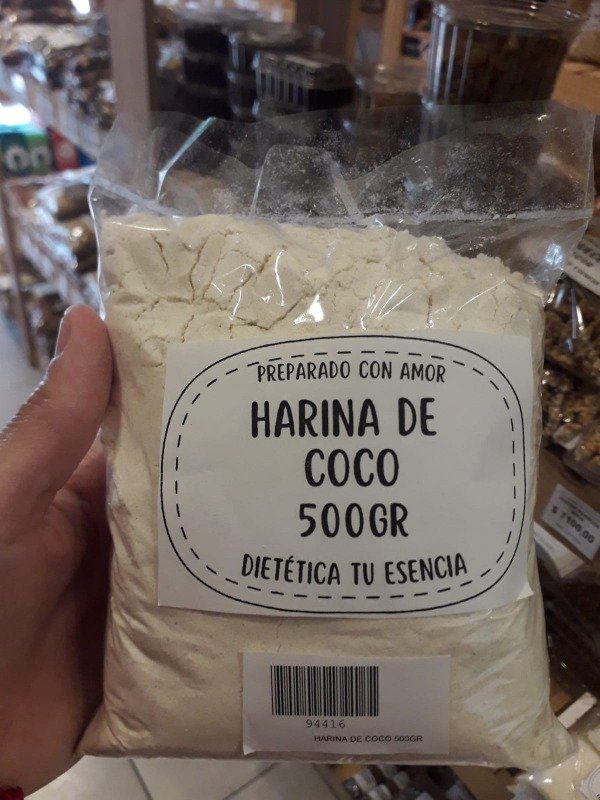 PREPARADO CON AMOR
HARINA DE
COCO
500GR
DIETÉTICA TU ESENCIA
94416
HARINA DE COCO 500GR